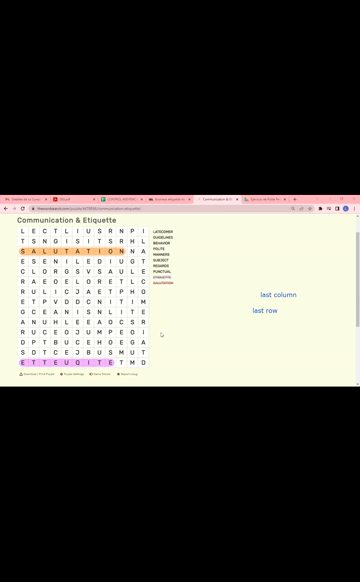 Communication & Etiquette
L E C T L I U S R N P I
T S N G I S I T S R H L
S A L U T A T I O N N A
E S E N I L E D I U G T
C L O R G S V S A U L E
R A E O E L O R E T L C
R U L I C J A E T P H O
E T P V D D C N I T I M
G C E A N I S N L I T E
A N U H L E E A O C S R
R U C E O J U M P E O I
D P T B U C E H O E G A
S D T C E J B U S M U T
E T T E U Q I T E T M D
LATECOMER
GUIDELINES
BEHAVIOR
POLITE
MANNERS
SUBJECT
REGARDS
PUNCTUAL
ETIQUETTE
SALUTATION
last column
last row